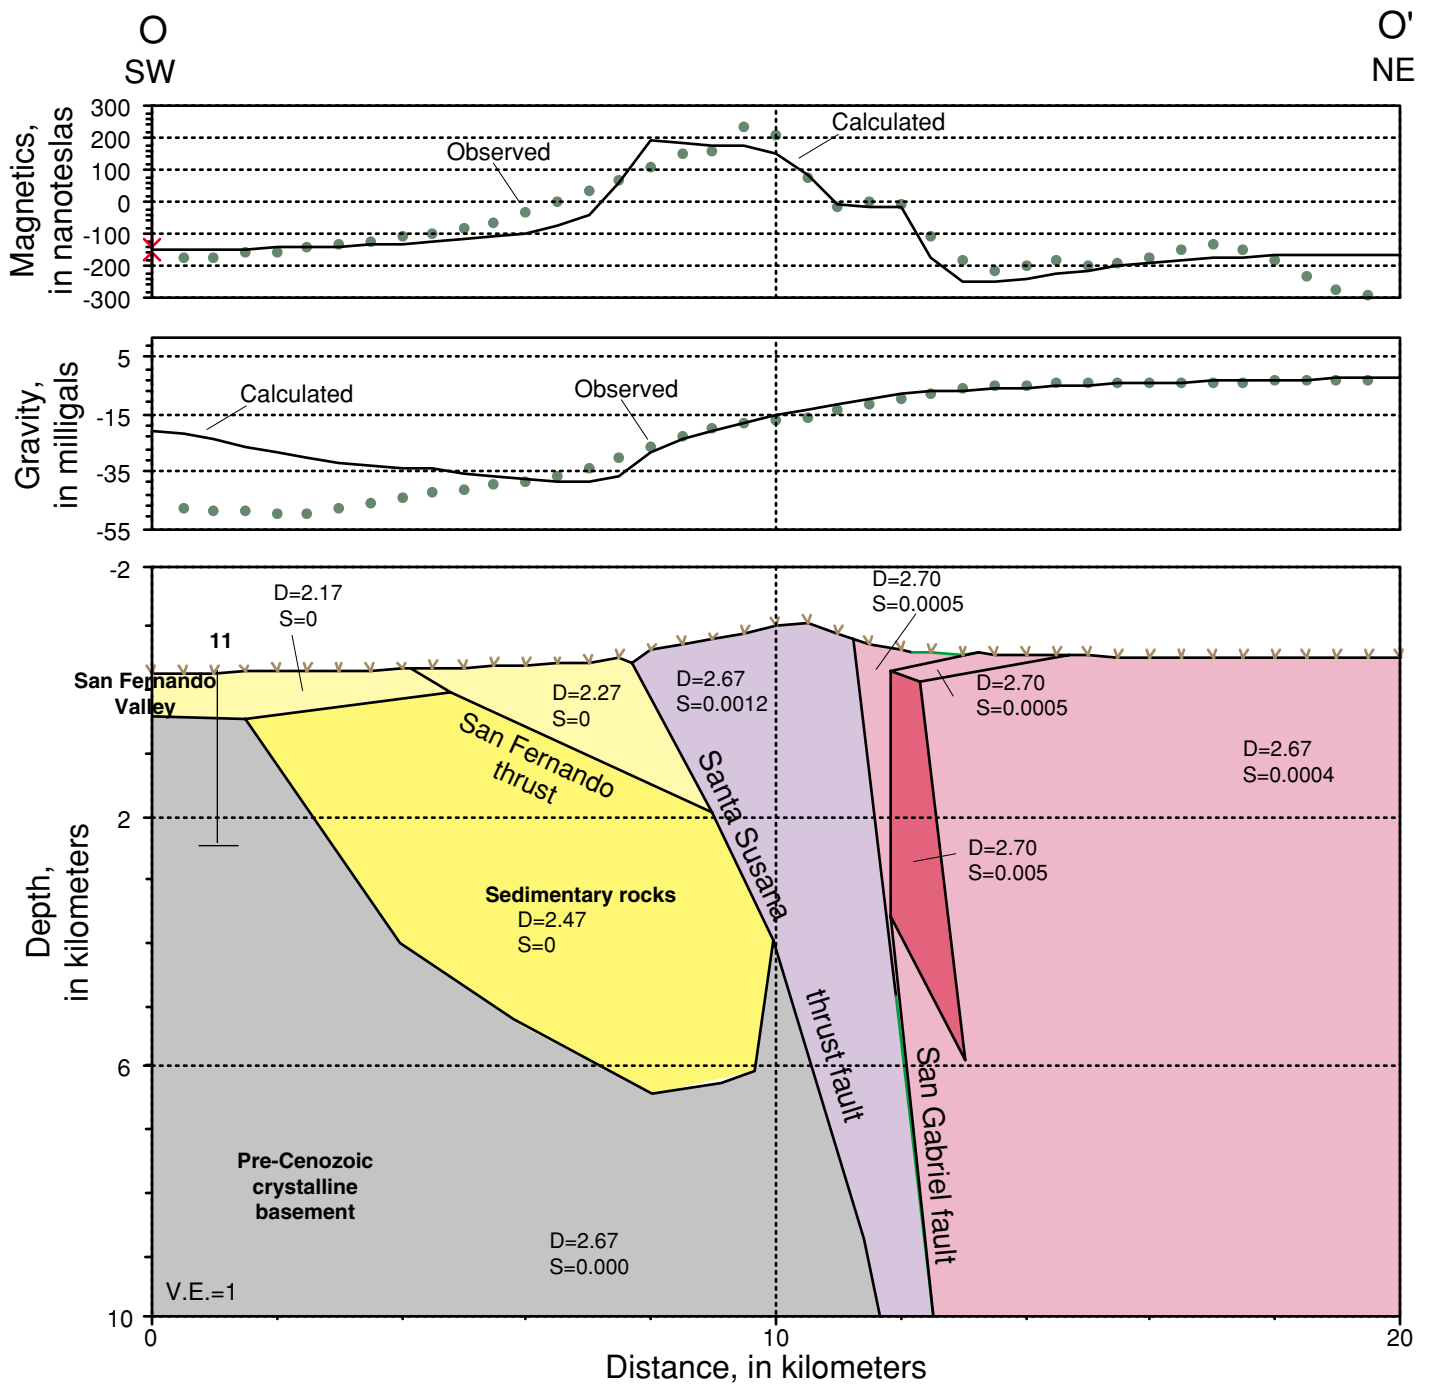 O
SW
O'
NE
Magnetics,
in nanoteslas
300
200
100
0
-100
-200
-300
Observed
Calculated
Gravity,
in milligals
5
-15
-35
-55
Calculated
Observed
Depth,
in kilometers
-2
2
6
10
D=2.17
S=0
11
San Fernando
Valley
D=2.27
S=0
D=2.67
S=0.0012
D=2.70
S=0.0005
D=2.70
S=0.0005
D=2.67
S=0.0004
San Fernando
thrust
Santa Susana
thrust fault
D=2.70
S=0.005
Sedimentary rocks
D=2.47
S=0
San Gabriel fault
Pre-Cenozoic
crystalline
basement
D=2.67
S=0.000
V.E.=1
0
10
20
Distance, in kilometers